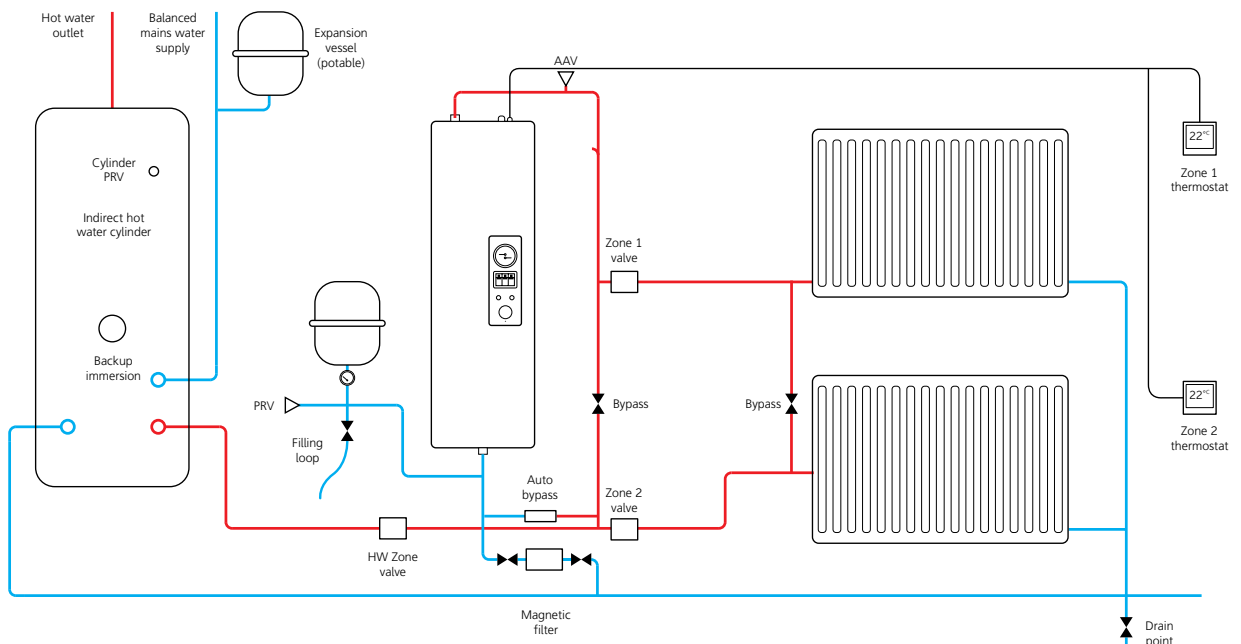 Hot water
outlet
Balanced
mains water
supply
Expansion
vessel
(potable)
AAV
Cylinder
PRV
Indirect hot
water cylinder
Backup
immersion
22°C
Zone 1
thermostat
Zone 1
valve
PRV
Filling
loop
Bypass
Bypass
22°C
Zone 2
thermostat
Auto
bypass
Zone 2
valve
HW Zone
valve
Magnetic
filter
Drain
point